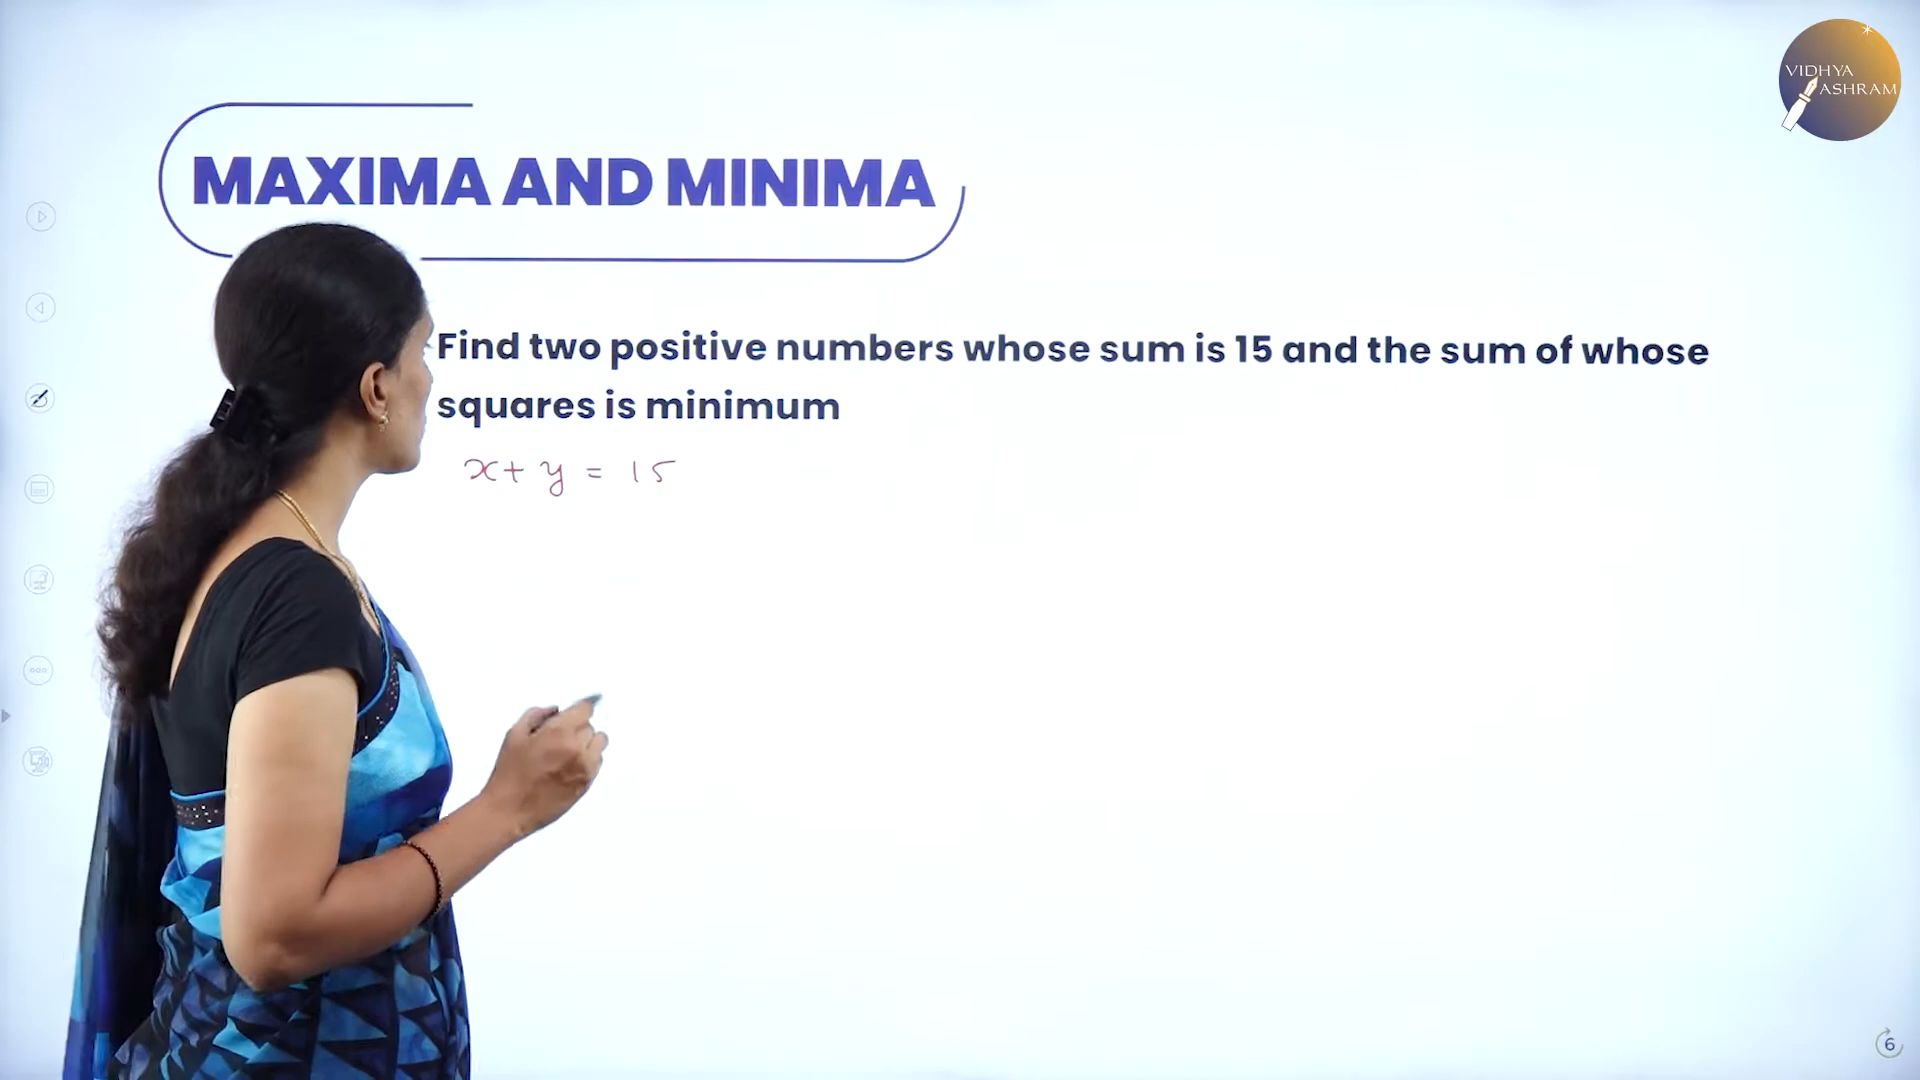 VIDHYA
ASHRAM
MAXIMA AND MINIMA
Find two positive numbers whose sum is 15 and the sum of whose
squares is minimum
x + y = 15
6